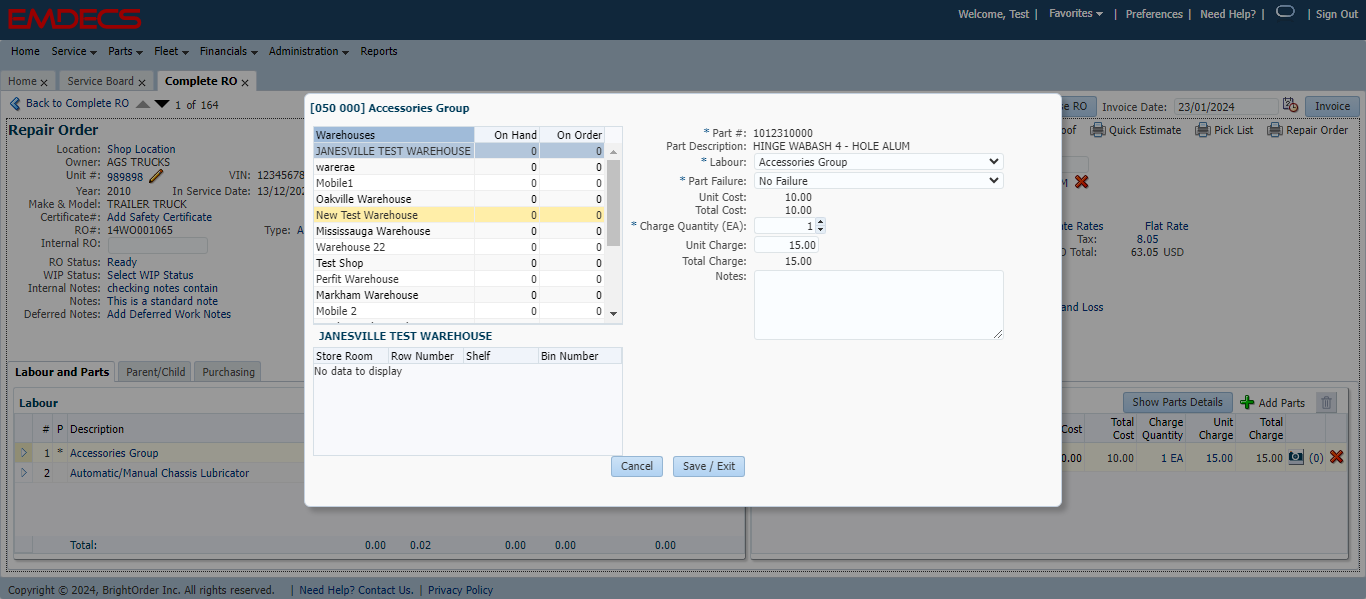 EMDECS
Welcome, Test | Favorites | Preferences | Need Help? | | Sign Out
Home Service Parts Fleet Financials Administration Reports
Home x Service Board x Complete RO x
Back to Complete RO 1 of 164
RO Invoice Date: 23/01/2024 Invoice
Quick Estimate Pick List Repair Order
Repair Order
Location: Shop Location
Owner: AGS TRUCKS
Unit #: 989898 VIN: 12345678
Year: 2010 In Service Date: 13/12/202
Make & Model: TRAILER TRUCK
Certificate#: Add Safety Certificate
RO#: 14WO001065 Type: A
Internal RO:
RO Status: Ready
WIP Status: Select WIP Status
Internal Notes: checking notes contain
Notes: This is a standard note
Deferred Notes: Add Deferred Work Notes
Rates Flat Rate
Tax: 8.05
Total: 63.05 USD
and Loss
[050 000] Accessories Group
Warehouses On Hand On Order
JANESVILLE TEST WAREHOUSE 0 0
warerae 0 0
Mobile1 0 0
Oakville Warehouse 0 0
New Test Warehouse 0 0
Mississauga Warehouse 0 0
Warehouse 22 0 0
Test Shop 0 0
Perfit Warehouse 0 0
Markham Warehouse 0 0
Mobile 2 0 0
JANESVILLE TEST WAREHOUSE
Store Room Row Number Shelf Bin Number
No data to display
* Part #: 1012310000
Part Description: HINGE WABASH 4 - HOLE ALUM
* Labour: Accessories Group
* Part Failure: No Failure
Unit Cost: 10.00
Total Cost: 10.00
* Charge Quantity (EA): 1
Unit Charge: 15.00
Total Charge: 15.00
Notes:
Cancel Save / Exit
Labour and Parts Parent/Child Purchasing
Labour
# P Description
1 * Accessories Group
2 Automatic/Manual Chassis Lubricator
Total: 0.00 0.02 0.00 0.00 0.00
Show Parts Details Add Parts
Cost Total Cost Charge Quantity Unit Charge Total Charge
0.00 10.00 1 EA 15.00 15.00 (0)
Copyright © 2024, BrightOrder Inc. All rights reserved. | Need Help? Contact Us. | Privacy Policy